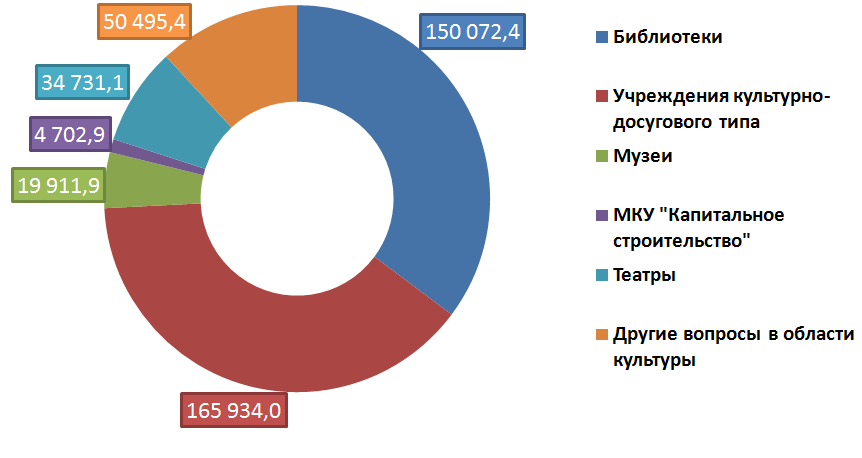 50 495,4
150 072,4
34 731,1
4 702,9
19 911,9
165 934,0
Библиотеки
Учреждения культурно-
досугового типа
Музеи
МКУ "Капитальное
строительство"
Театры
Другие вопросы в области
культуры